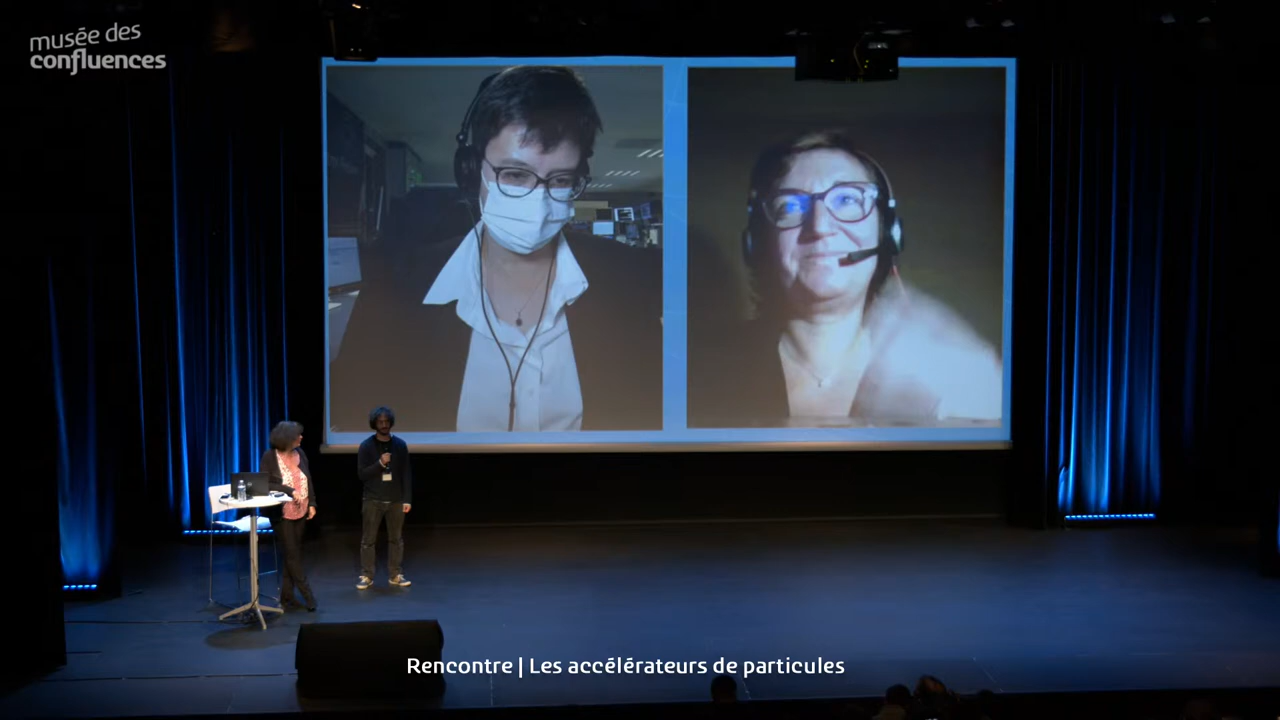 musée des
confluences
Rencontre | Les accélérateurs de particules